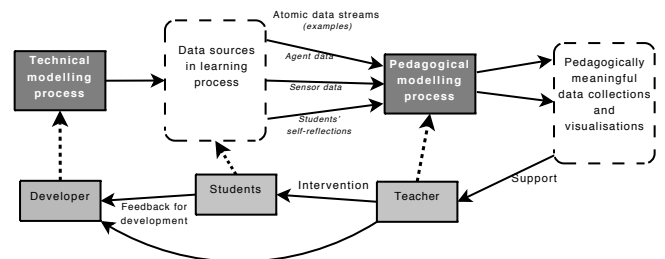 Atomic data streams
(examples)
Technical
modelling
process
Data sources
in learning
process
Agent data
Sensor data
Students'
self-reflections
Pedagogical
modelling
process
Pedagogically
meaningful
data collections
and
visualisations
Developer
Feedback for
development
Students
Intervention
Teacher
Support